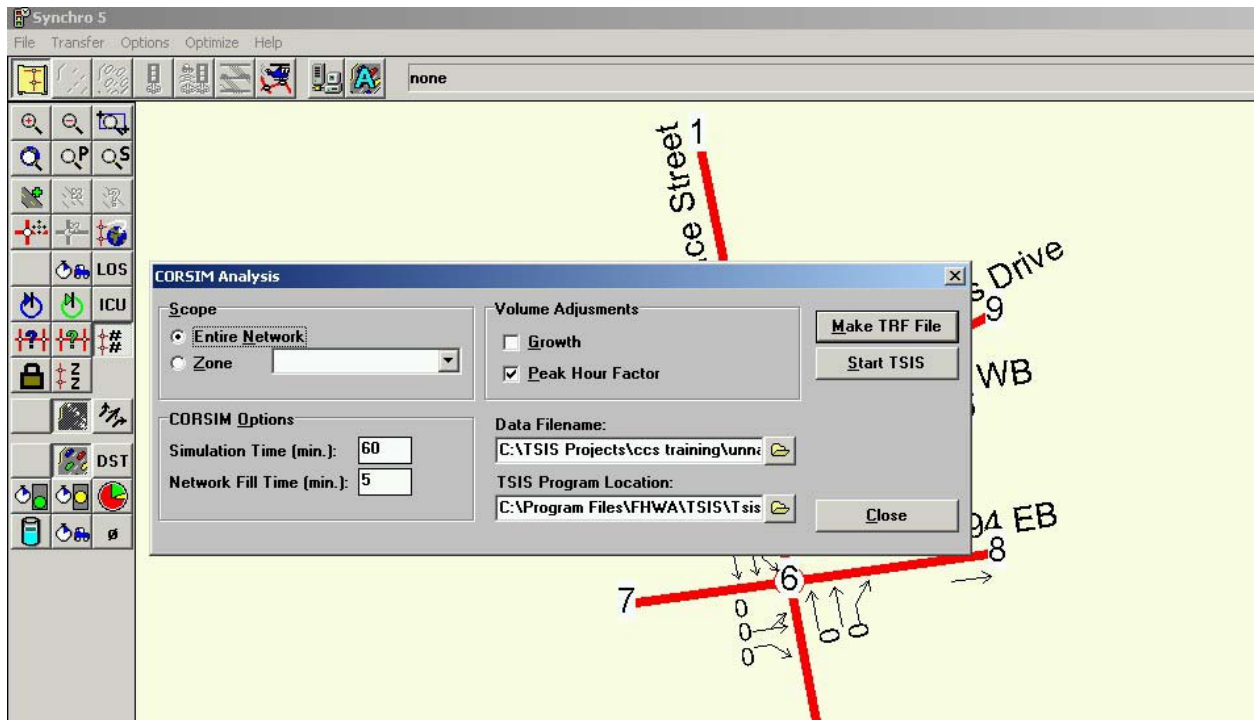 Synchro 5
File Transfer Options Optimize Help
none
LOS
ICU
DST
ø
1
ce Street
s Drive
9
WB
CORSIM Analysis
Scope
Entire Network
Zone
Volume Adjusments
Growth
Peak Hour Factor
Make TRF File
Start TSIS
CORSIM Options
Simulation Time (min.): 60
Network Fill Time (min.): 5
Data Filename:
C:\TSIS Projects\ccs training\unna
TSIS Program Location:
C:\Program Files\FHWA\TSIS\Tsis
Close
94 EB
8
6
7
0
0
0
0
0